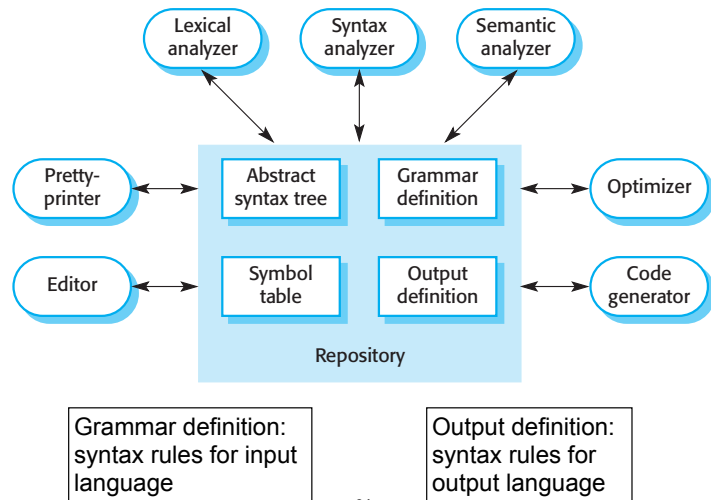 Lexical
analyzer
Syntax
analyzer
Semantic
analyzer
Pretty-
printer
Abstract
syntax tree
Grammar
definition
Optimizer
Editor
Symbol
table
Output
definition
Code
generator
Repository
Grammar definition:
syntax rules for input
language
Output definition:
syntax rules for
output language